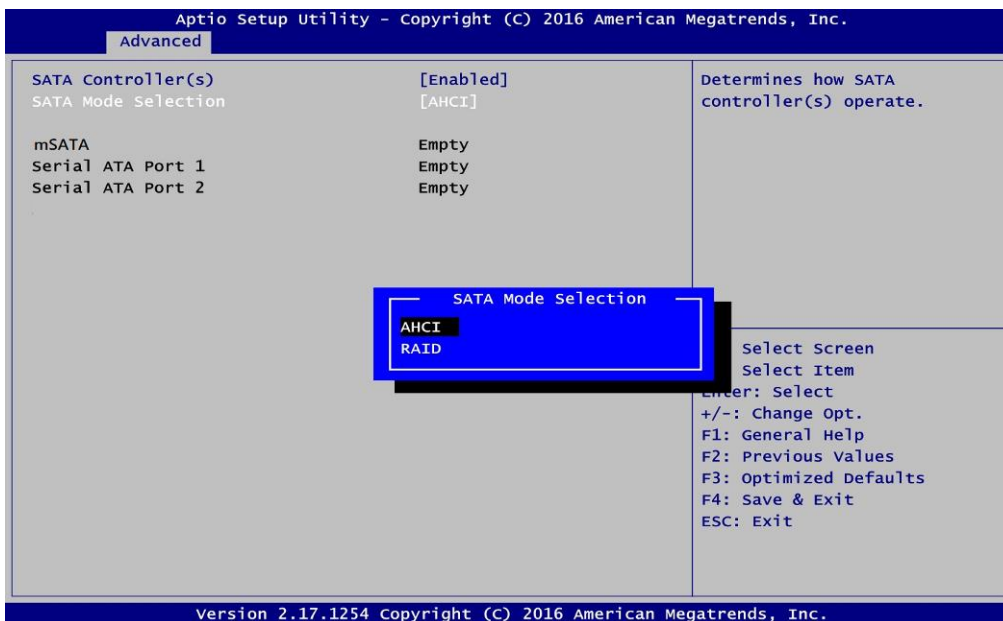 Aptio Setup Utility – Copyright (C) 2016 American Megatrends, Inc.
Advanced
SATA Controller(s) [Enabled]
SATA Mode Selection [AHCI]
mSATA Empty
Serial ATA Port 1 Empty
Serial ATA Port 2 Empty
Determines how SATA
controller(s) operate.
SATA Mode Selection
AHCI
RAID
Select Screen
Select Item
Enter: Select
+/-: Change Opt.
F1: General Help
F2: Previous Values
F3: Optimized Defaults
F4: Save & Exit
ESC: Exit
Version 2.17.1254 Copyright (C) 2016 American Megatrends, Inc.